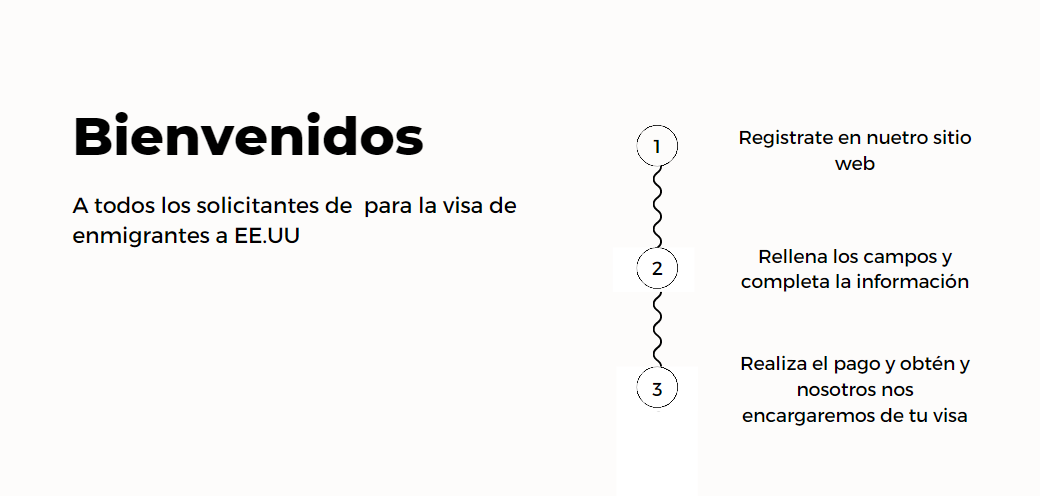 Bienvenidos
A todos los solicitantes de  para la visa de
enmigrantes a EE.UU
1
Registrate en nuetro sitio
web
2
Rellena los campos y
completa la información
3
Realiza el pago y obtén y
nosotros nos
encargaremos de tu visa